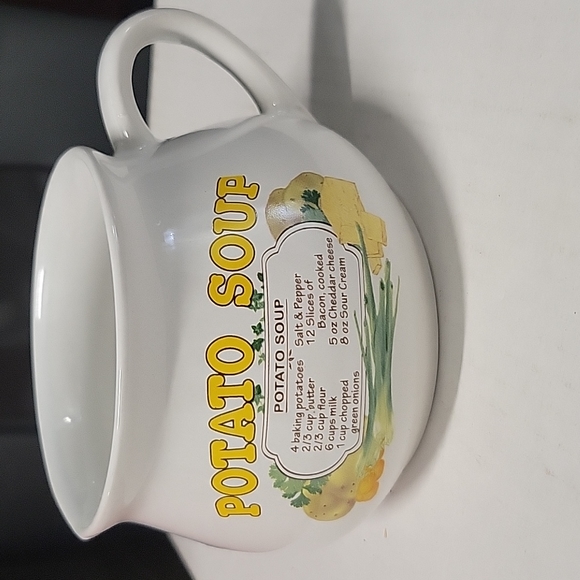 POTATO SOUP
POTATO SOUP
4 baking potatoes
2/3 cup butter
2/3 cup flour
6 cups milk
1 cup chopped
green onions
Salt & Pepper
12 Slices of
Bacon, cooked
5 oz Cheddar cheese
8 oz Sour Cream